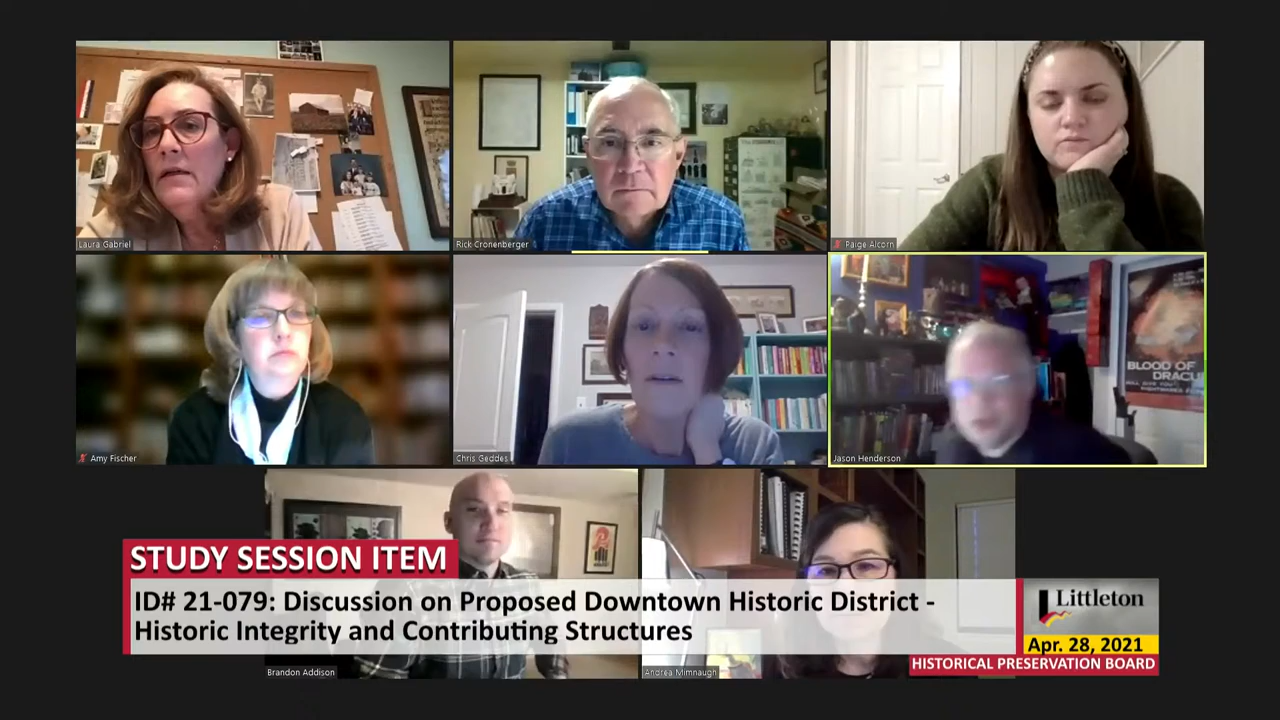 Laura Gabriel
Rick Cronenberger
Paige Alcorn
Amy Fischer
Chris Geddes
BLOOD OF
DRACU
Jason Henderson
STUDY SESSION ITEM
ID# 21-079: Discussion on Proposed Downtown Historic District -
Historic Integrity and Contributing Structures
Littleton
Apr. 28, 2021
HISTORICAL PRESERVATION BOARD
Brandon Addison
Andrea Mimnaugh